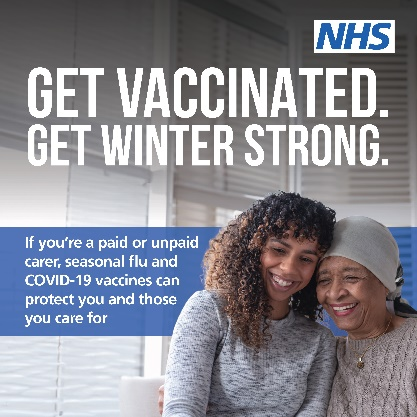 NHS
GET VACCINATED.
GET WINTER STRONG.
If you're a paid or unpaid
carer, seasonal flu and
COVID-19 vaccines can
protect you and those
you care for